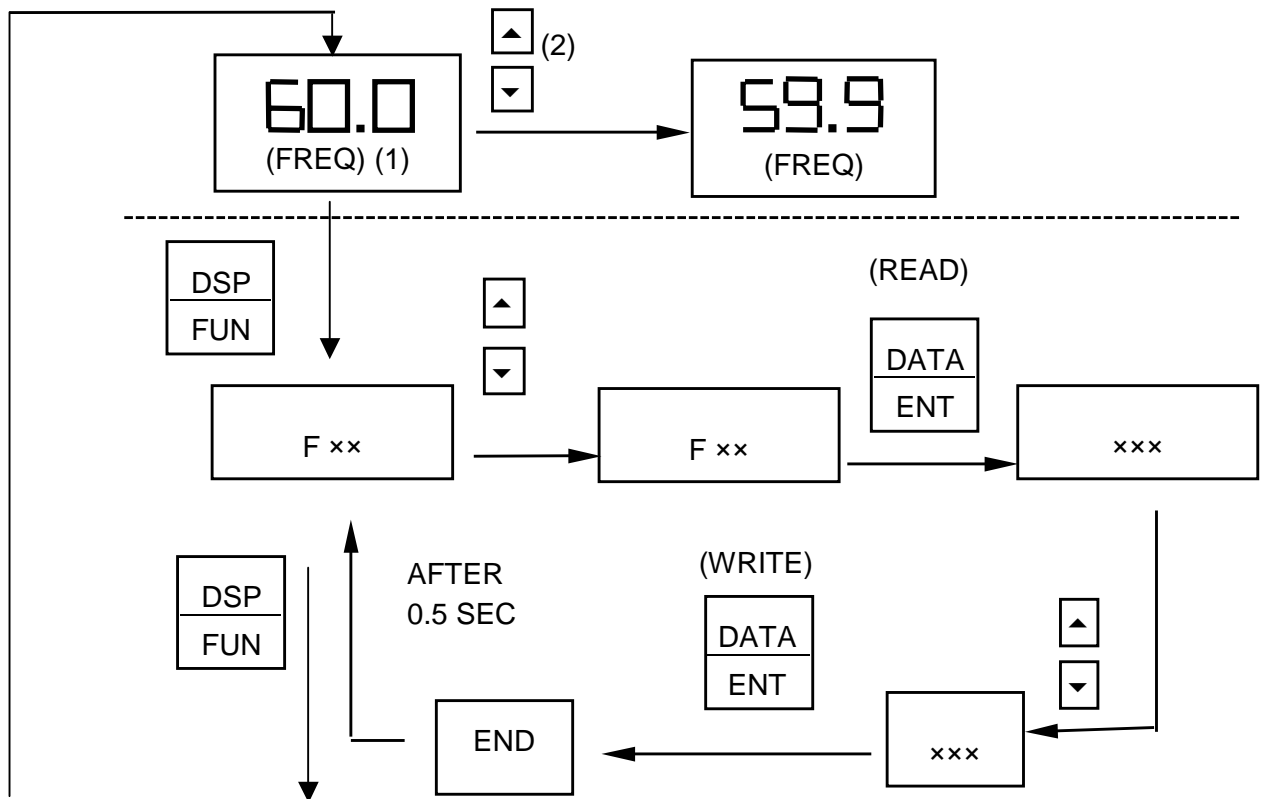 60.0
(FREQ) (1)
(2)
59.9
(FREQ)
DSP
FUN
(READ)
DATA
ENT
F ××
F ××
×××
DSP
FUN
AFTER
0.5 SEC
(WRITE)
DATA
ENT
END
×××